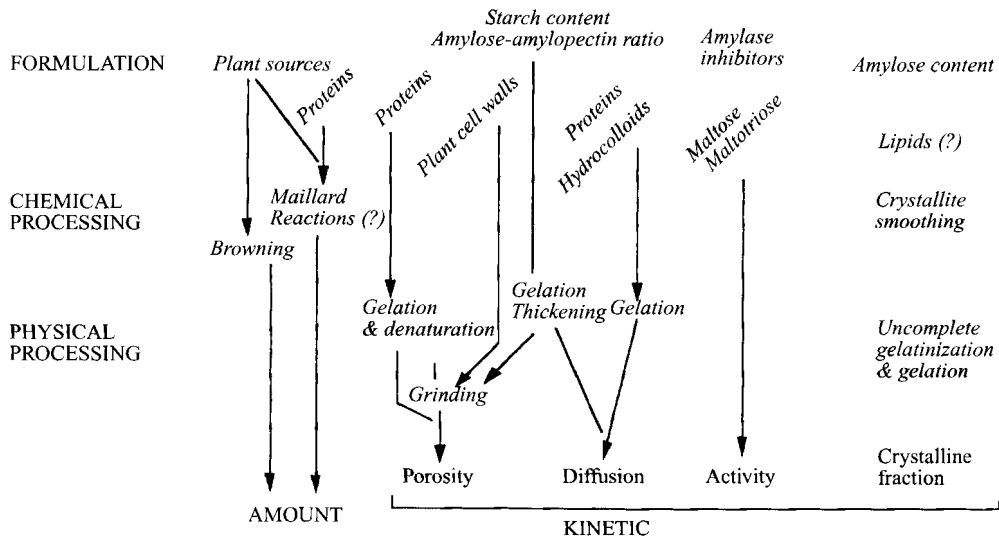 Starch content
Amylose-amylopectin ratio
Amylase
inhibitors
FORMULATION
Plant sources
Amylose content
Proteins
Proteins
Plant cell walls
Proteins
Hydrocolloids
Maltose
Maltotriose
Lipids (?)
CHEMICAL
PROCESSING
Maillard
Reactions (?)
Crystallite
smoothing
Browning
PHYSICAL
PROCESSING
Gelation
& denaturation
Gelation
Thickening
Gelation
Uncomplete
gelatinization
& gelation
Grinding
Porosity
Diffusion
Activity
Crystalline
fraction
AMOUNT
KINETIC